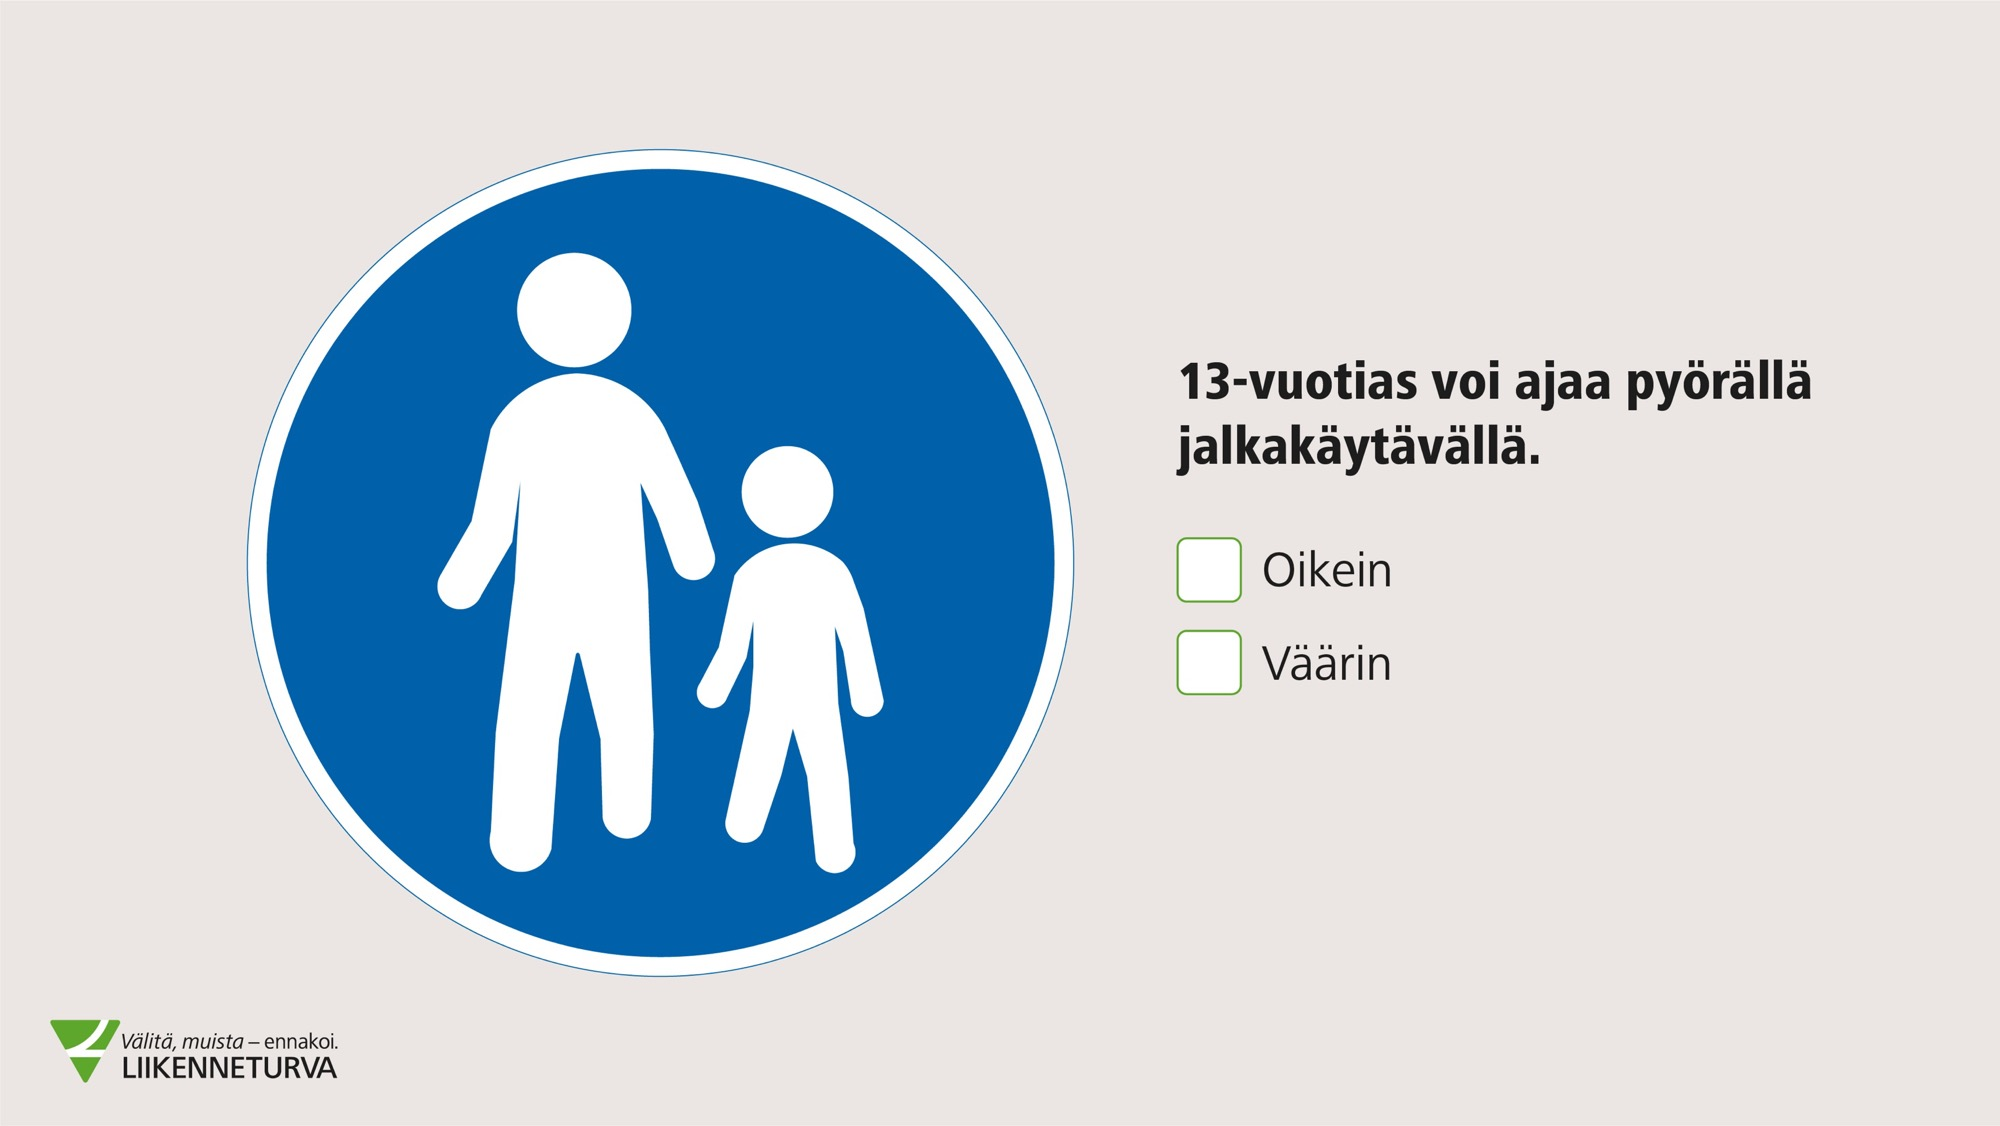 13-vuotias voi ajaa pyörällä
jalkakäytävällä.
Oikein
Väärin
Välitä, muista – ennakoi.
LIIKENNETURVA